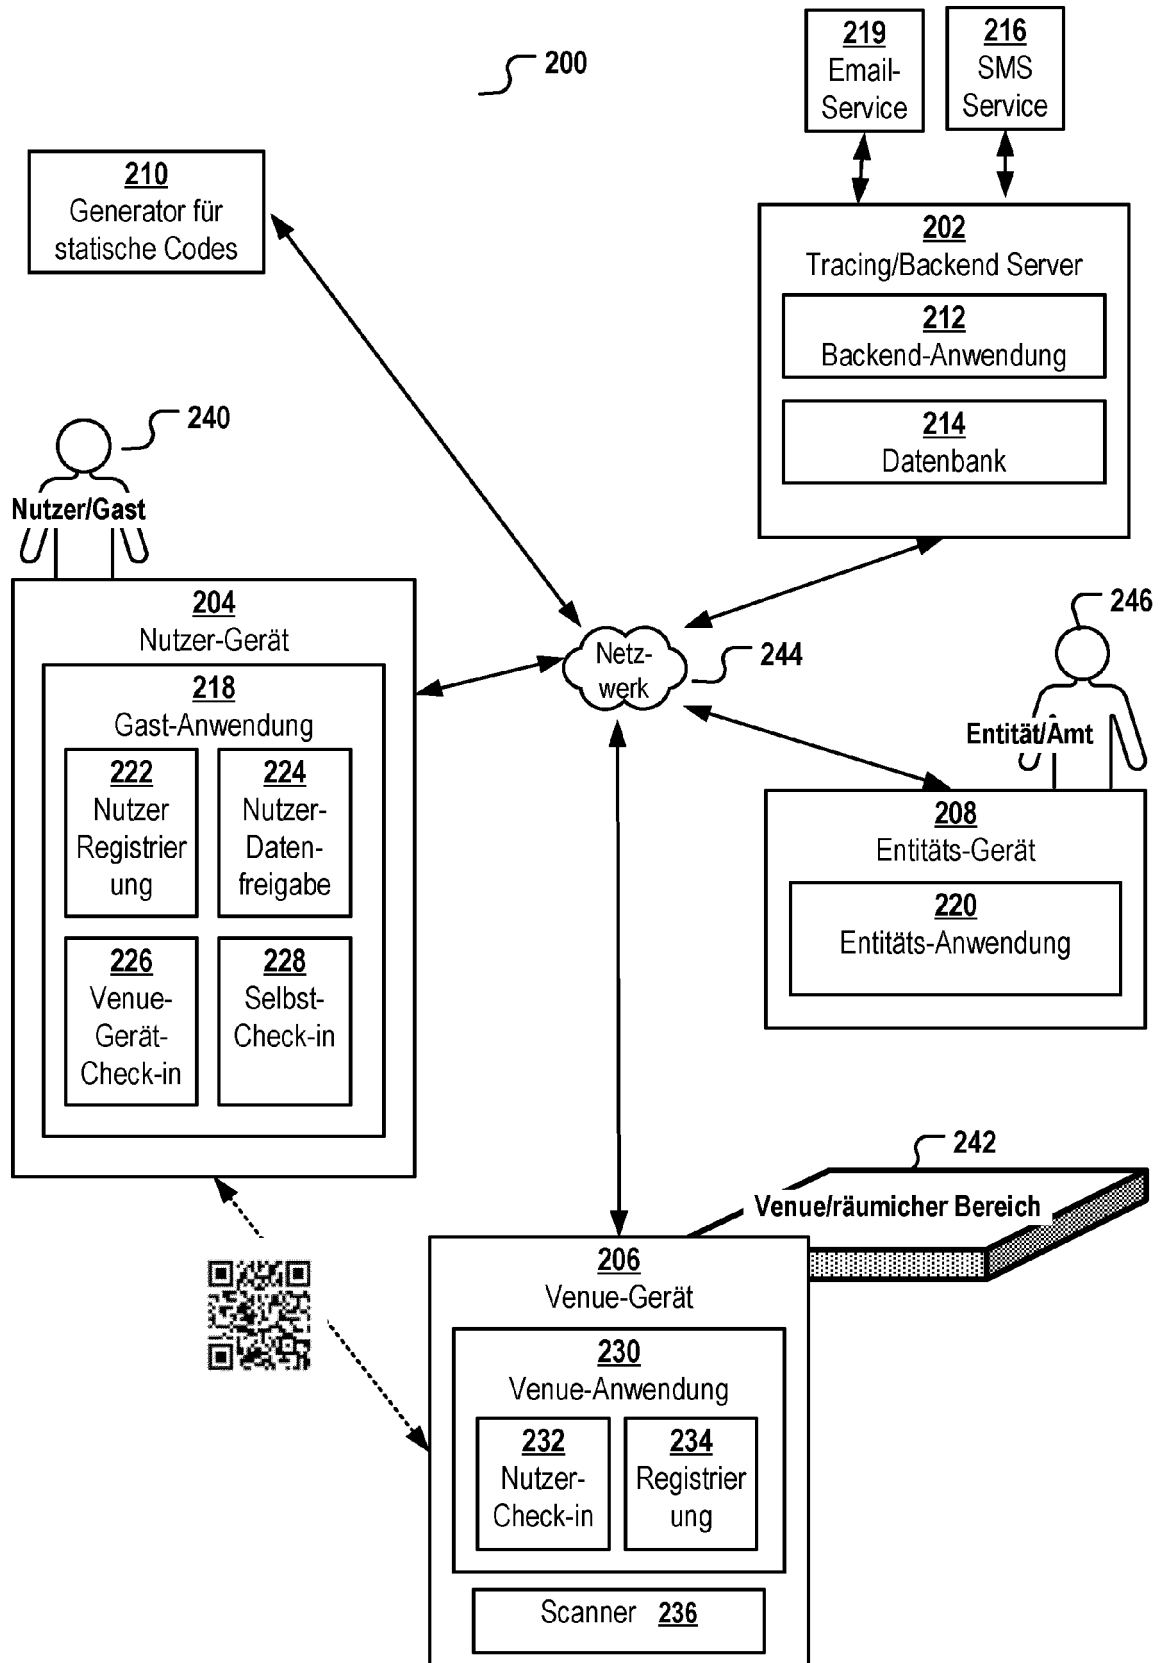 200
219
Email-
Service
216
SMS
Service
210
Generator für
statische Codes
202
Tracing/Backend Server
212
Backend-Anwendung
214
Datenbank
240
Nutzer/Gast
204
Nutzer-Gerät
218
Gast-Anwendung
222
Nutzer
Registrier
ung
224
Nutzer-
Daten-
freigabe
226
Venue-
Gerät-
Check-in
228
Selbst-
Check-in
Netz-
werk
244
246
Entität/Amt
208
Entitäts-Gerät
220
Entitäts-Anwendung
242
Venue/räumicher Bereich
206
Venue-Gerät
230
Venue-Anwendung
232
Nutzer-
Check-in
234
Registrier
ung
Scanner 236